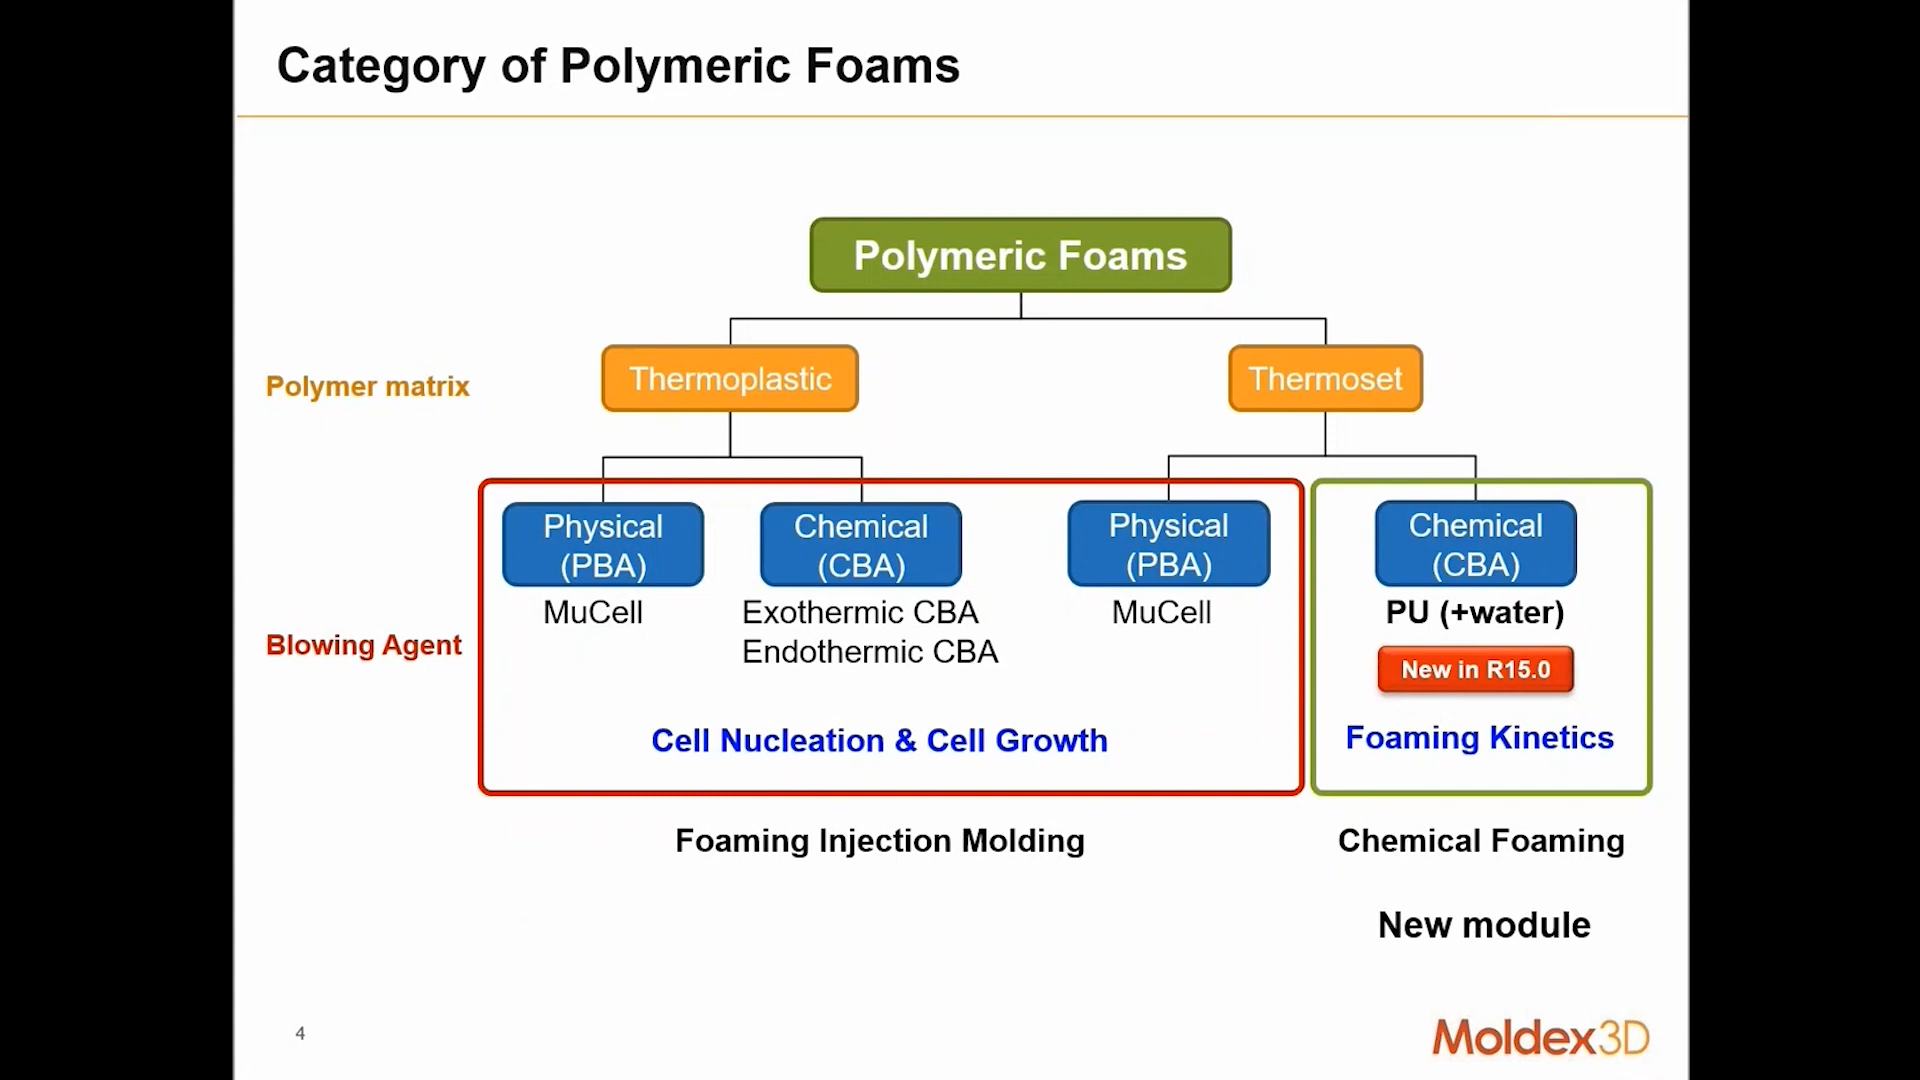 Category of Polymeric Foams
Polymeric Foams
Polymer matrix
Thermoplastic
Thermoset
Blowing Agent
Physical
(PBA)
MuCell
Chemical
(CBA)
Exothermic CBA
Endothermic CBA
Physical
(PBA)
MuCell
Chemical
(CBA)
PU (+water)
New in R15.0
Cell Nucleation & Cell Growth
Foaming Kinetics
Foaming Injection Molding
Chemical Foaming
New module
4
Moldex3D